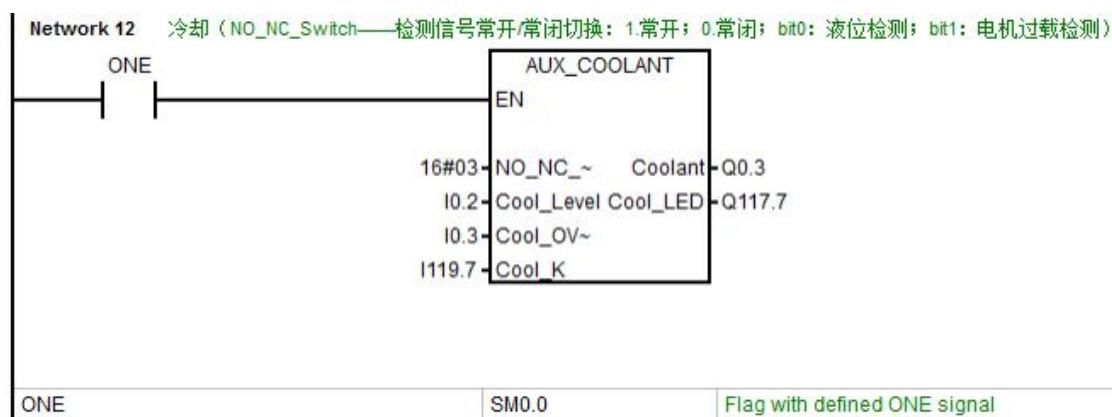 Network 12 冷却（NO_NC_Switch——检测信号常开/常闭切换：1.常开；0.常闭；bit0：液位检测；bit1：电机过载检测）
ONE
AUX_COOLANT
EN
16#03 NO_NC_~ Coolant Q0.3
I0.2 Cool_Level Cool_LED Q117.7
I0.3 Cool_OV~
I119.7 Cool_K
ONE SM0.0 Flag with defined ONE signal